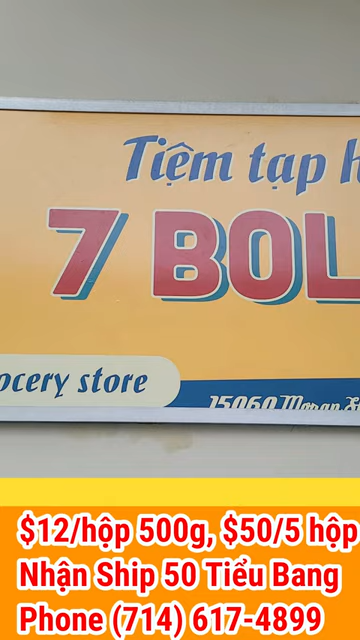 Tiệm tạp h
7 BOL
ocery store
15060 Moran St
$12/hộp 500g, $50/5 hộp
Nhận Ship 50 Tiểu Bang
Phone (714) 617-4899